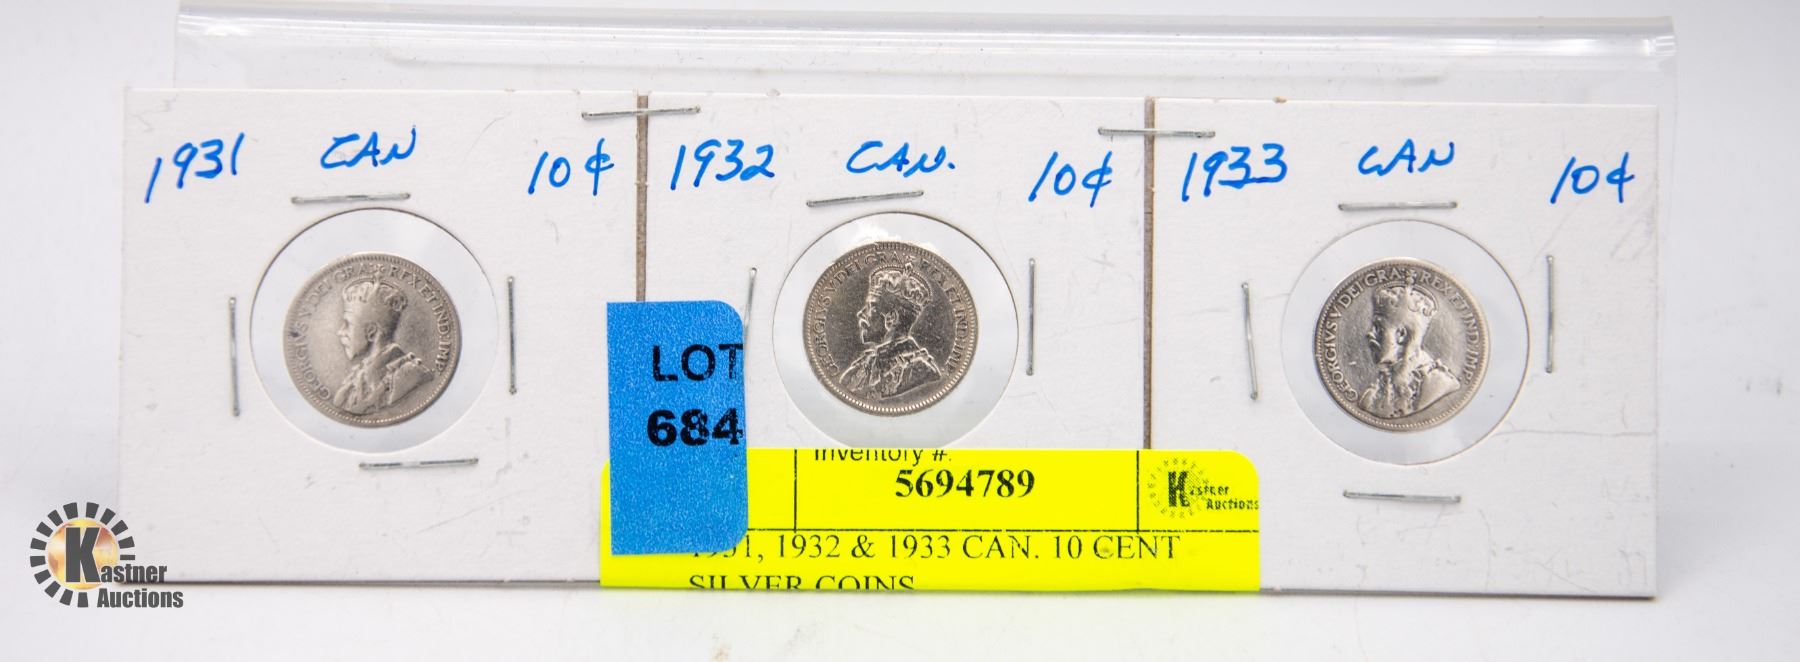 1931 CAN 10¢
1932 CAN. 10¢
1933 CAN 10¢
GEORGIVS V DEI GRA: REX ET IND: IMP:
GEORGIVS V DEI GRA: REX ET IND: IMP:
GEORGIVS V DEI GRA: REX ET IND: IMP:
LOT
684
Inventory #:
5694789
Kastner
Auctions
1931, 1932 & 1933 CAN. 10 CENT
SILVER COINS
Kastner
Auctions